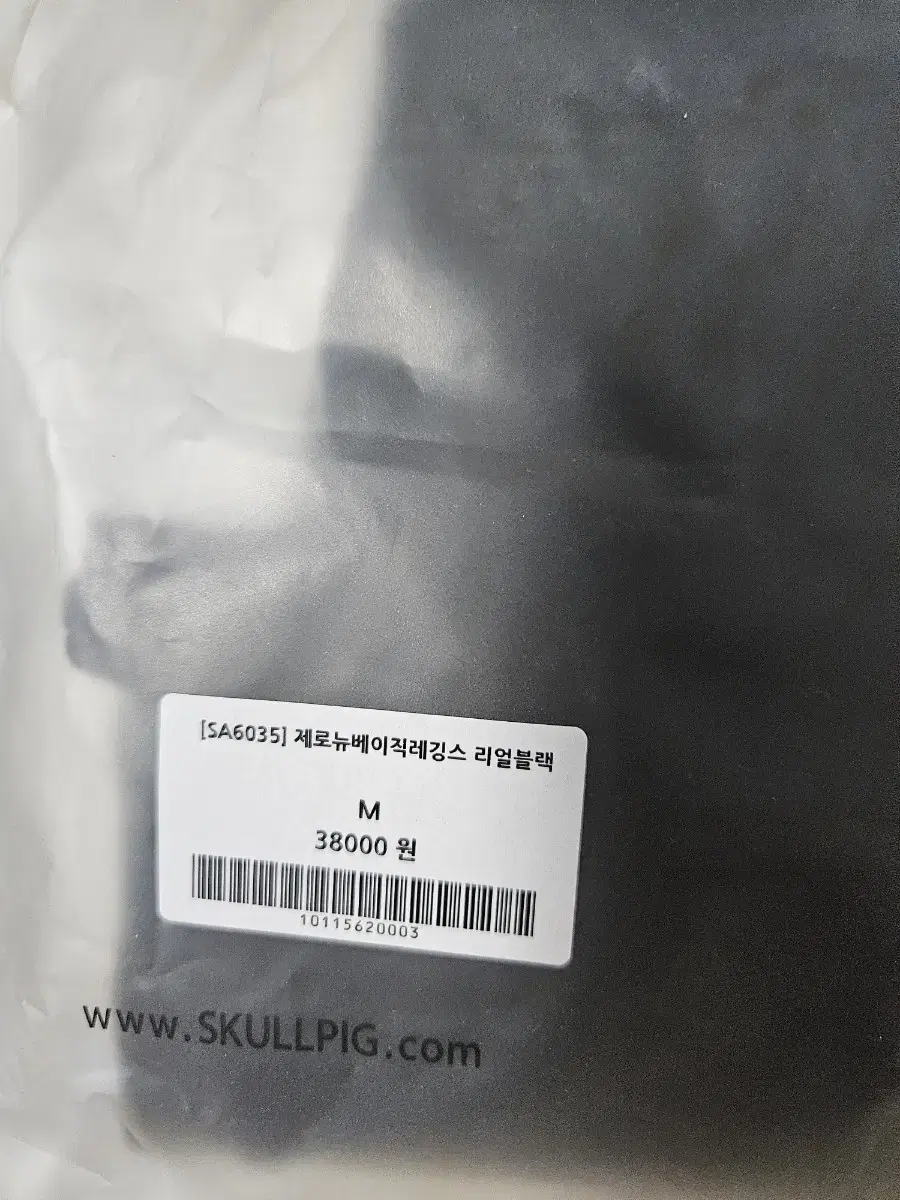 [SA6035] 제로뉴베이직레깅스 리얼블랙
M
38000 원
10115620003
www.SKULLPIG.com